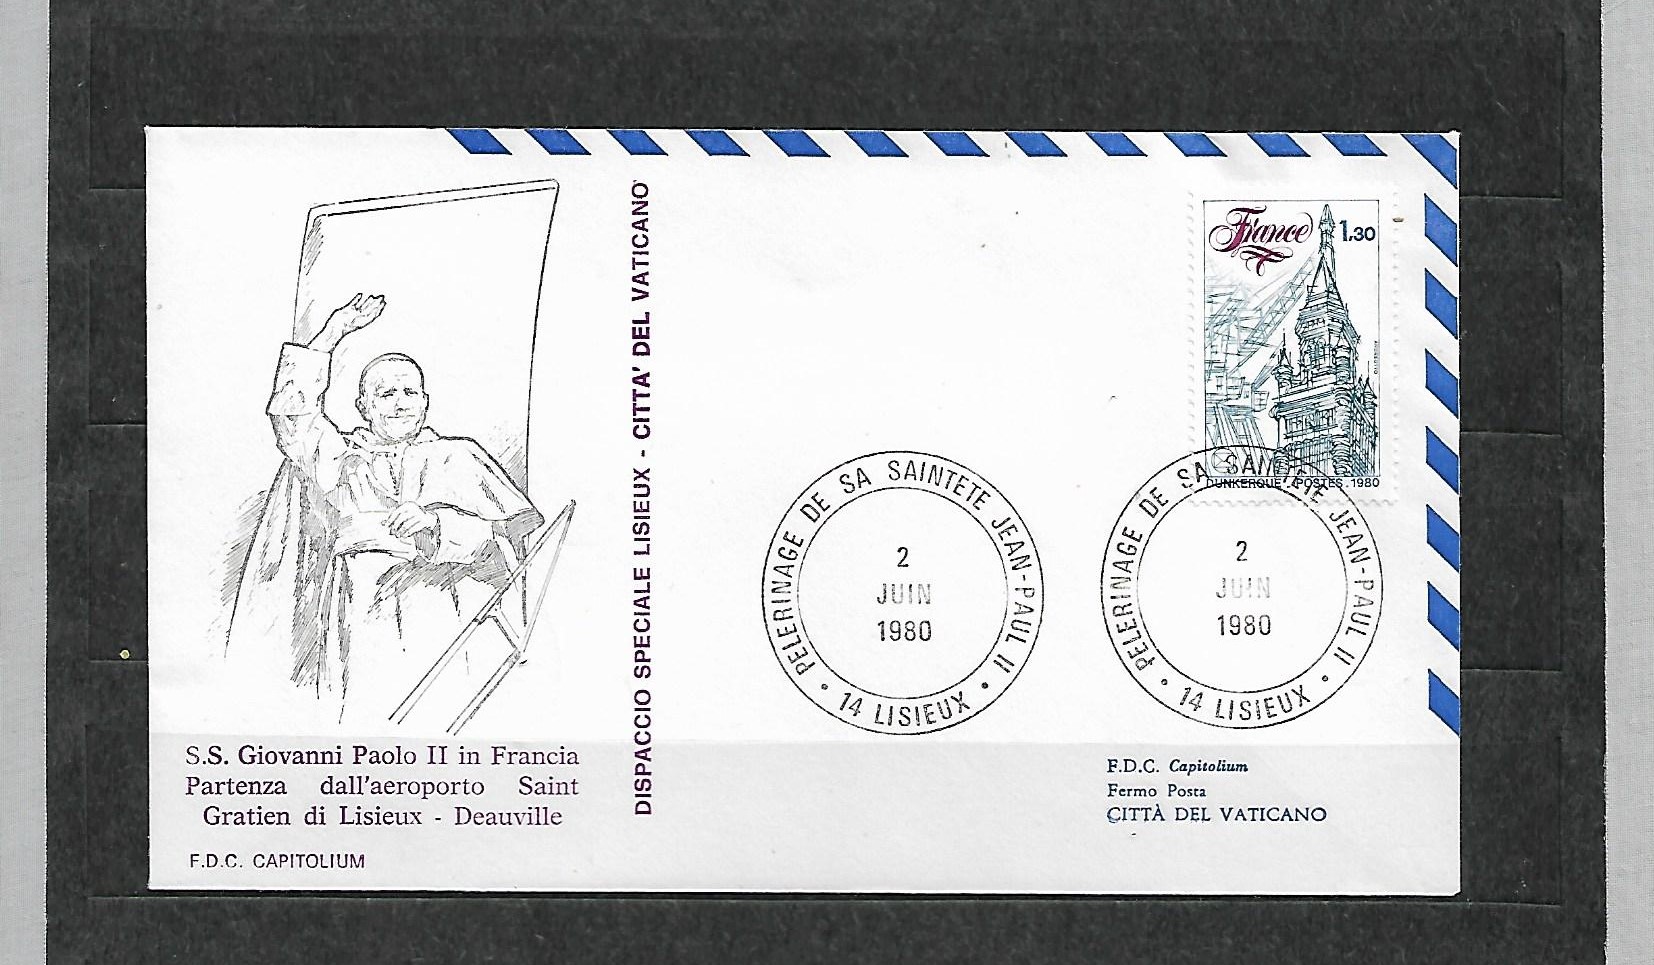 S.S. Giovanni Paolo II in Francia
Partenza dall'aeroporto Saint
Gratien di Lisieux - Deauville
F.D.C. CAPITOLIUM
DISPACCIO SPECIALE LISIEUX - CITTA' DEL VATICANO
France
1,30
DUNKERQUE . POSTES . 1980
PELERINAGE DE SA SAINTETE JEAN-PAUL II
2
JUIN
1980
14 LISIEUX
PELERINAGE DE SA SAINTETE JEAN-PAUL II
2
JUIN
1980
14 LISIEUX
F.D.C. Capitolium
Fermo Posta
CITTÀ DEL VATICANO